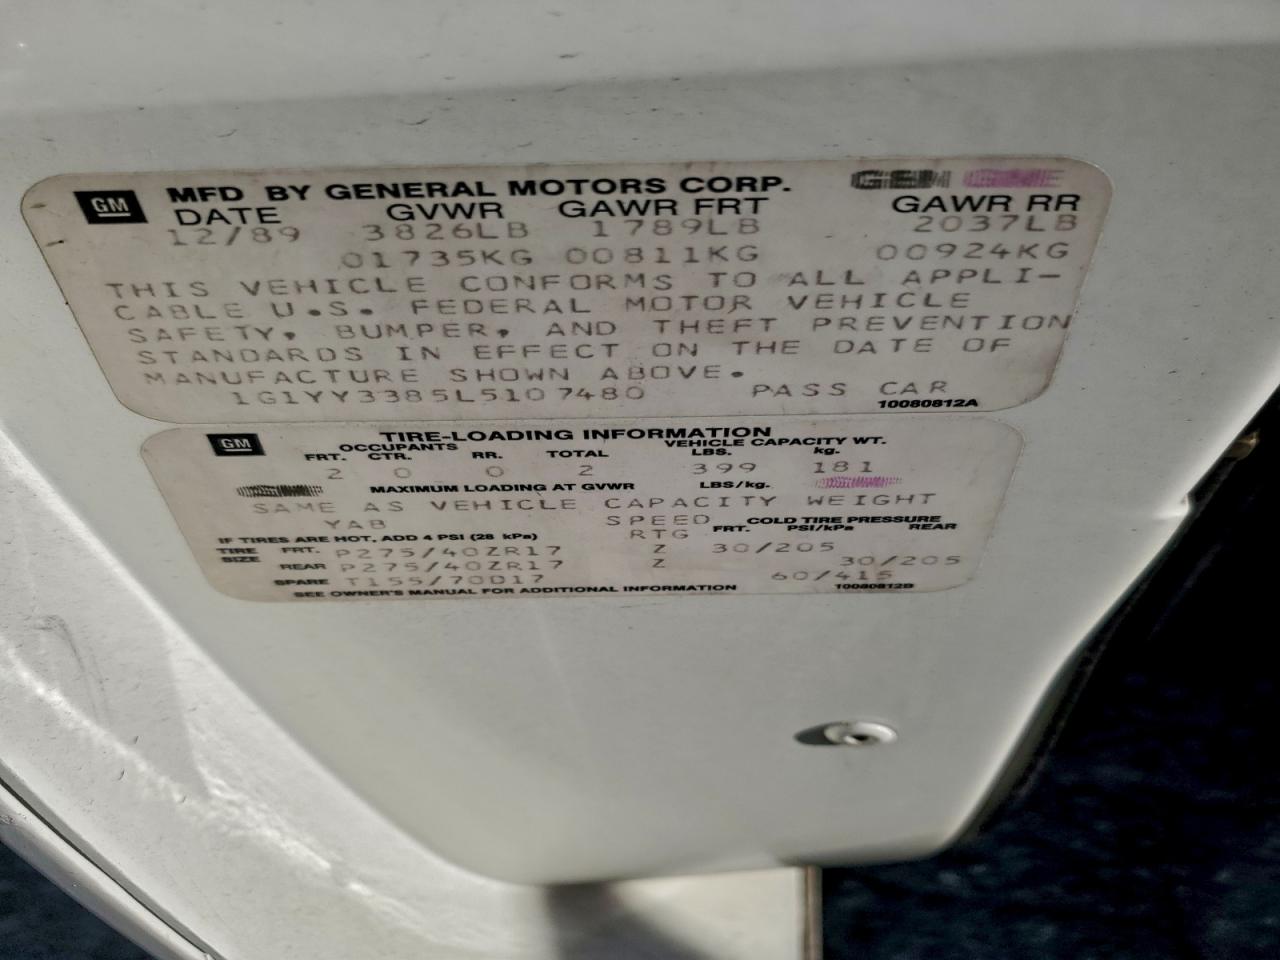 GM MFD BY GENERAL MOTORS CORP. GEN
DATE GVWR GAWR FRT GAWR RR
12/89 3826LB 1789LB 2037LB
01735KG 00811KG 00924KG
THIS VEHICLE CONFORMS TO ALL APPLI-
CABLE U.S. FEDERAL MOTOR VEHICLE
SAFETY, BUMPER, AND THEFT PREVENTION
STANDARDS IN EFFECT ON THE DATE OF
MANUFACTURE SHOWN ABOVE.
1G1YY3385L5107480 PASS CAR
10080812A
GM TIRE-LOADING INFORMATION
OCCUPANTS VEHICLE CAPACITY WT.
FRT. CTR. RR. TOTAL LBS. kg.
2 0 0 2 399 181
MAXIMUM LOADING AT GVWR LBS/kg.
SAME AS VEHICLE CAPACITY WEIGHT
YAB SPEED COLD TIRE PRESSURE
IF TIRES ARE HOT, ADD 4 PSI (28 kPa) RTG FRT. PSI/kPa REAR
TIRE SIZE FRT. P275/40ZR17 Z 30/205
REAR P275/40ZR17 Z 30/205
SPARE T155/70D17 60/415
SEE OWNER'S MANUAL FOR ADDITIONAL INFORMATION 10080812B